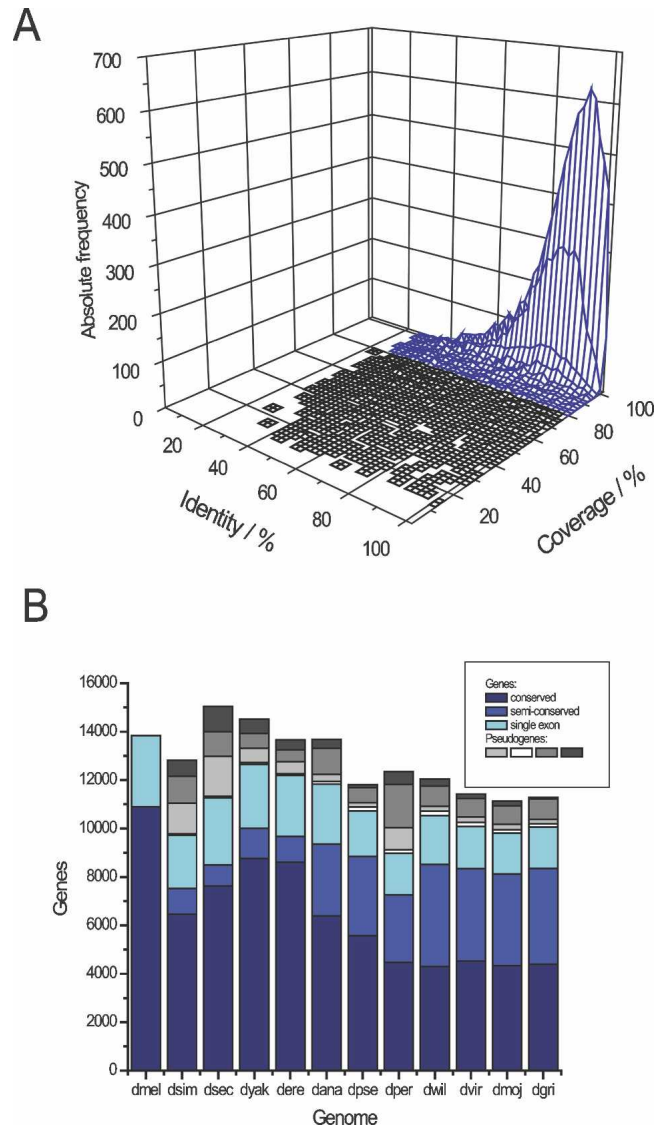 A
700
600
500
400
300
200
100
0
Absolute frequency
20
40
60
80
100
Identity / %
20
40
60
80
100
Coverage / %
B
16000
14000
12000
10000
8000
6000
4000
2000
0
Genes
Genes:
conserved
semi-conserved
single exon
Pseudogenes:
dmel dsim dsec dyak dere dana dpse dper dwil dvir dmoj dgri
Genome